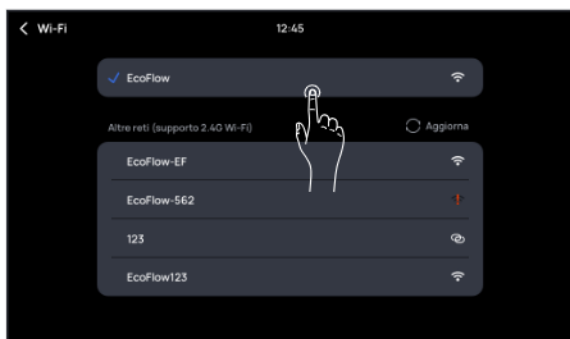 Wi-Fi 12:45
EcoFlow
Altre reti (supporto 2.4G Wi-Fi) Aggiorna
EcoFlow-EF
EcoFlow-562
123
EcoFlow123